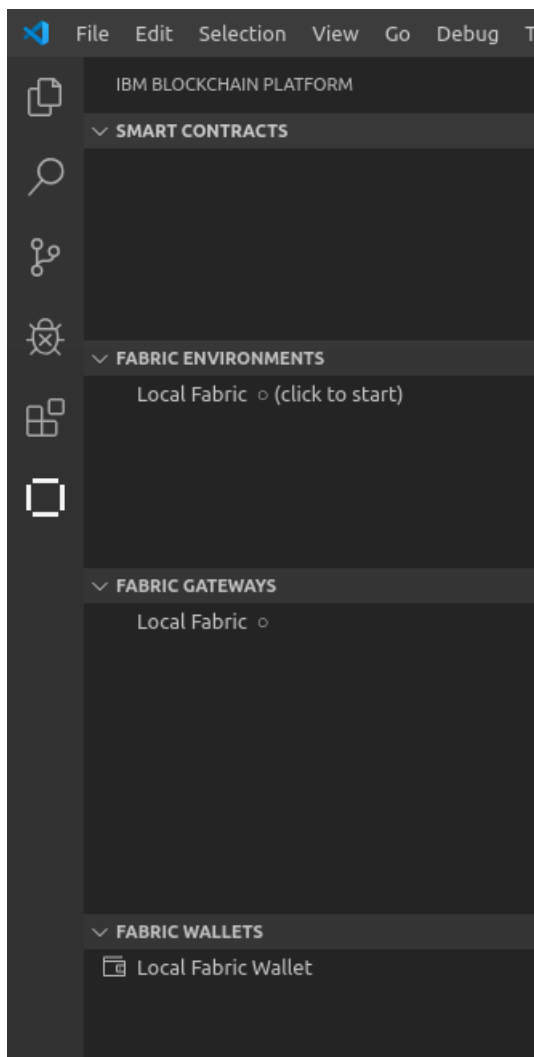 File Edit Selection View Go Debug
IBM BLOCKCHAIN PLATFORM
SMART CONTRACTS
FABRIC ENVIRONMENTS
Local Fabric ○ (click to start)
FABRIC GATEWAYS
Local Fabric ○
FABRIC WALLETS
Local Fabric Wallet